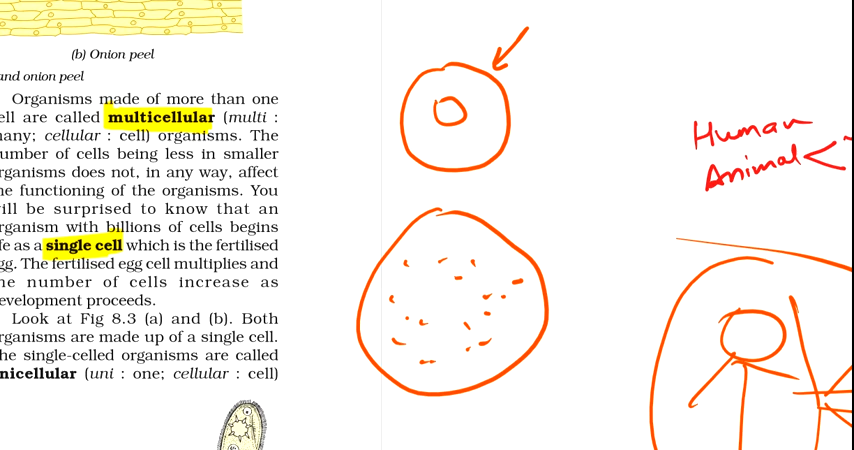 (b) Onion peel
and onion peel
Organisms made of more than one
ell are called multicellular (multi :
nany; cellular : cell) organisms. The
umber of cells being less in smaller
rganisms does not, in any way, affect
he functioning of the organisms. You
ill be surprised to know that an
rganism with billions of cells begins
fe as a single cell which is the fertilised
gg. The fertilised egg cell multiplies and
he number of cells increase as
evelopment proceeds.
Look at Fig 8.3 (a) and (b). Both
rganisms are made up of a single cell.
he single-celled organisms are called
nicellular (uni : one; cellular : cell)
Human
Animal